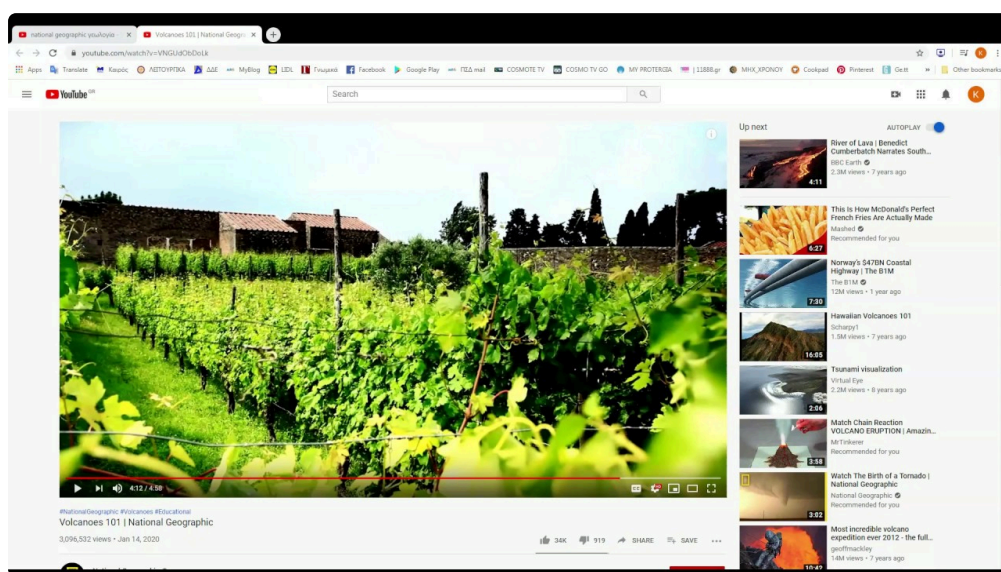 national geographic youλογιο
Volcanoes 101 | National Geogra
youtube.com/watch?v=VNGUdObDoLk
Apps
Translate
Καιρός
ΛΕΙΤΟΥΡΓΙΚΑ
ΔΔΕ
MyBlog
LIDL
Γνωμικά
Facebook
Google Play
ΠΣΔ mail
COSMOTE TV
COSMO TV GO
MY PROTERGIA
| 11888.gr
ΜΗΧ_ΧΡΟΝΟΥ
Cookpad
Pinterest
Ge.tt
Other bookmarks
YouTube GR
Search
K
4:12 / 4:58
#NationalGeographic #Volcanoes #Educational
Volcanoes 101 | National Geographic
3,096,532 views • Jan 14, 2020
34K
919
SHARE
SAVE
Up next
AUTOPLAY
River of Lava | Benedict
Cumberbatch Narrates South...
BBC Earth
2.3M views • 7 years ago
4:11
This Is How McDonald's Perfect
French Fries Are Actually Made
Mashed
Recommended for you
6:27
Norway's $47BN Coastal
Highway | The B1M
The B1M
12M views • 1 year ago
7:30
Hawaiian Volcanoes 101
Scharpy1
1.5M views • 7 years ago
16:05
Tsunami visualization
Virtual Eye
2.2M views • 8 years ago
2:06
Match Chain Reaction
VOLCANO ERUPTION | Amazin...
MrTinkerer
Recommended for you
3:58
Watch The Birth of a Tornado |
National Geographic
National Geographic
Recommended for you
3:02
Most incredible volcano
expedition ever 2012 - the full...
geoffmackley
14M views • 7 years ago
10:42